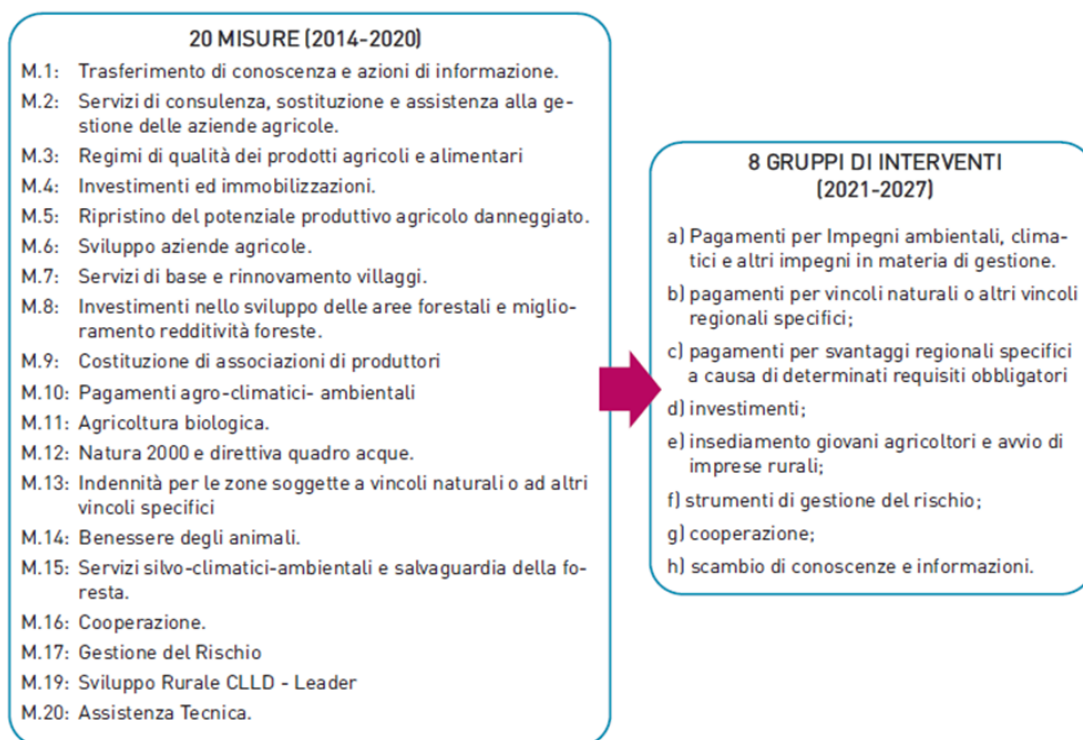 20 MISURE (2014-2020)
M.1: Trasferimento di conoscenza e azioni di informazione.
M.2: Servizi di consulenza, sostituzione e assistenza alla ge-
stione delle aziende agricole.
M.3: Regimi di qualità dei prodotti agricoli e alimentari
M.4: Investimenti ed immobilizzazioni.
M.5: Ripristino del potenziale produttivo agricolo danneggiato.
M.6: Sviluppo aziende agricole.
M.7: Servizi di base e rinnovamento villaggi.
M.8: Investimenti nello sviluppo delle aree forestali e miglio-
ramento redditività foreste.
M.9: Costituzione di associazioni di produttori
M.10: Pagamenti agro-climatici- ambientali
M.11: Agricoltura biologica.
M.12: Natura 2000 e direttiva quadro acque.
M.13: Indennità per le zone soggette a vincoli naturali o ad altri
vincoli specifici
M.14: Benessere degli animali.
M.15: Servizi silvo-climatici-ambientali e salvaguardia della fo-
resta.
M.16: Cooperazione.
M.17: Gestione del Rischio
M.19: Sviluppo Rurale CLLD - Leader
M.20: Assistenza Tecnica.
8 GRUPPI DI INTERVENTI
(2021-2027)
a) Pagamenti per Impegni ambientali, clima-
tici e altri impegni in materia di gestione.
b) pagamenti per vincoli naturali o altri vincoli
regionali specifici;
c) pagamenti per svantaggi regionali specifici
a causa di determinati requisiti obbligatori
d) investimenti;
e) insediamento giovani agricoltori e avvio di
imprese rurali;
f) strumenti di gestione del rischio;
g) cooperazione;
h) scambio di conoscenze e informazioni.